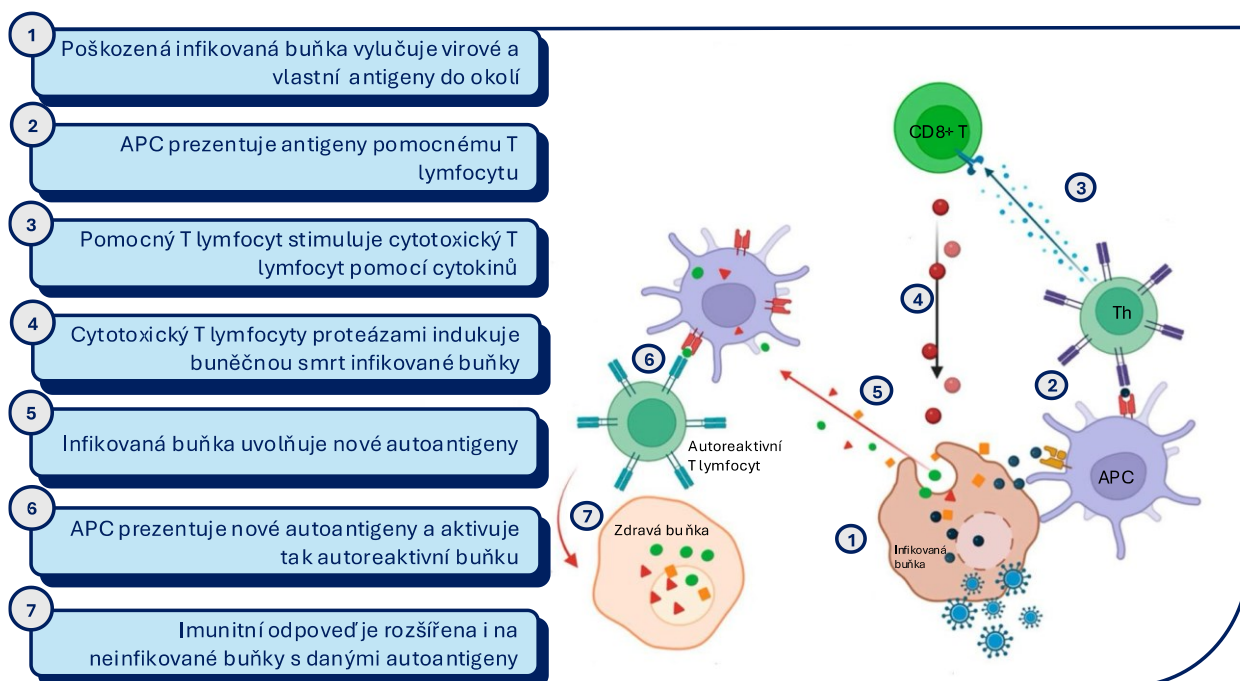 1
Poškozená infikovaná buňka vylučuje virové a
vlastní antigeny do okolí
2
APC prezentuje antigeny pomocnému T
lymfocytu
3
Pomocný T lymfocyt stimuluje cytotoxický T
lymfocyt pomocí cytokinů
4
Cytotoxický T lymfocyty proteázami indukuje
buněčnou smrt infikované buňky
5
Infikovaná buňka uvolňuje nové autoantigeny
6
APC prezentuje nové autoantigeny a aktivuje
tak autoreaktivní buňku
7
Imunitní odpověď je rozšířena i na
neinfikované buňky s danými autoantigeny
CD8+ T
3
4
Th
6
2
5
Autoreaktivní
T lymfocyt
APC
7
Zdravá buňka
1
Infikovaná
buňka